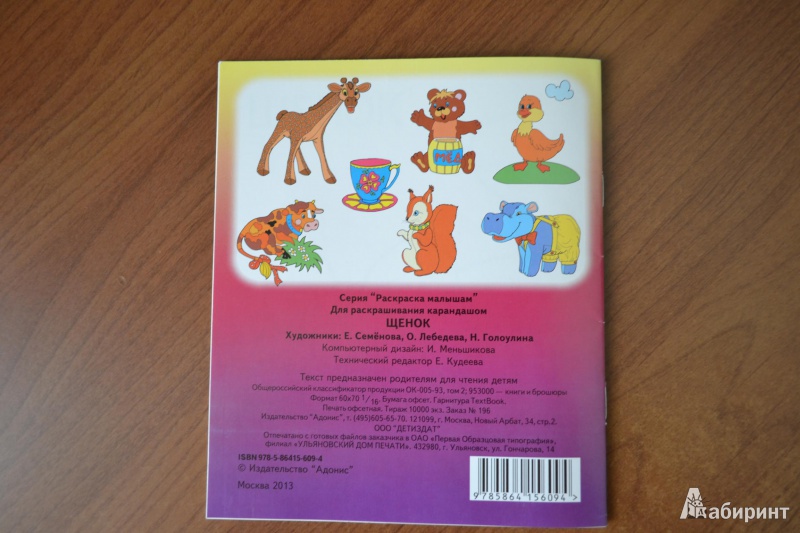 МЕД
Серия "Раскраска малышам"
Для раскрашивания карандашом
ЩЕНОК
Художники: Е. Семёнова, О. Лебедева, Н. Голоулина
Компьютерный дизайн: И. Меньшикова
Технический редактор Е. Кудеева
Текст предназначен родителям для чтения детям
Общероссийский классификатор продукции ОК-005-93, том 2; 953000 — книги и брошюры
Формат 60х70 1/16. Бумага офсет. Гарнитура TextBook.
Печать офсетная. Тираж 10000 экз. Заказ № 196
Издательство "Адонис", т. (495)605-65-70. 121099, г. Москва, Новый Арбат, 34, стр.2.
ООО "ДЕТИЗДАТ"
Отпечатано с готовых файлов заказчика в ОАО «Первая Образцовая типография»,
филиал «УЛЬЯНОВСКИЙ ДОМ ПЕЧАТИ». 432980, г. Ульяновск, ул. Гончарова, 14
ISBN 978-5-86415-609-4
© Издательство "Адонис"
Москва 2013
9 785864 156094 >
Лабиринт